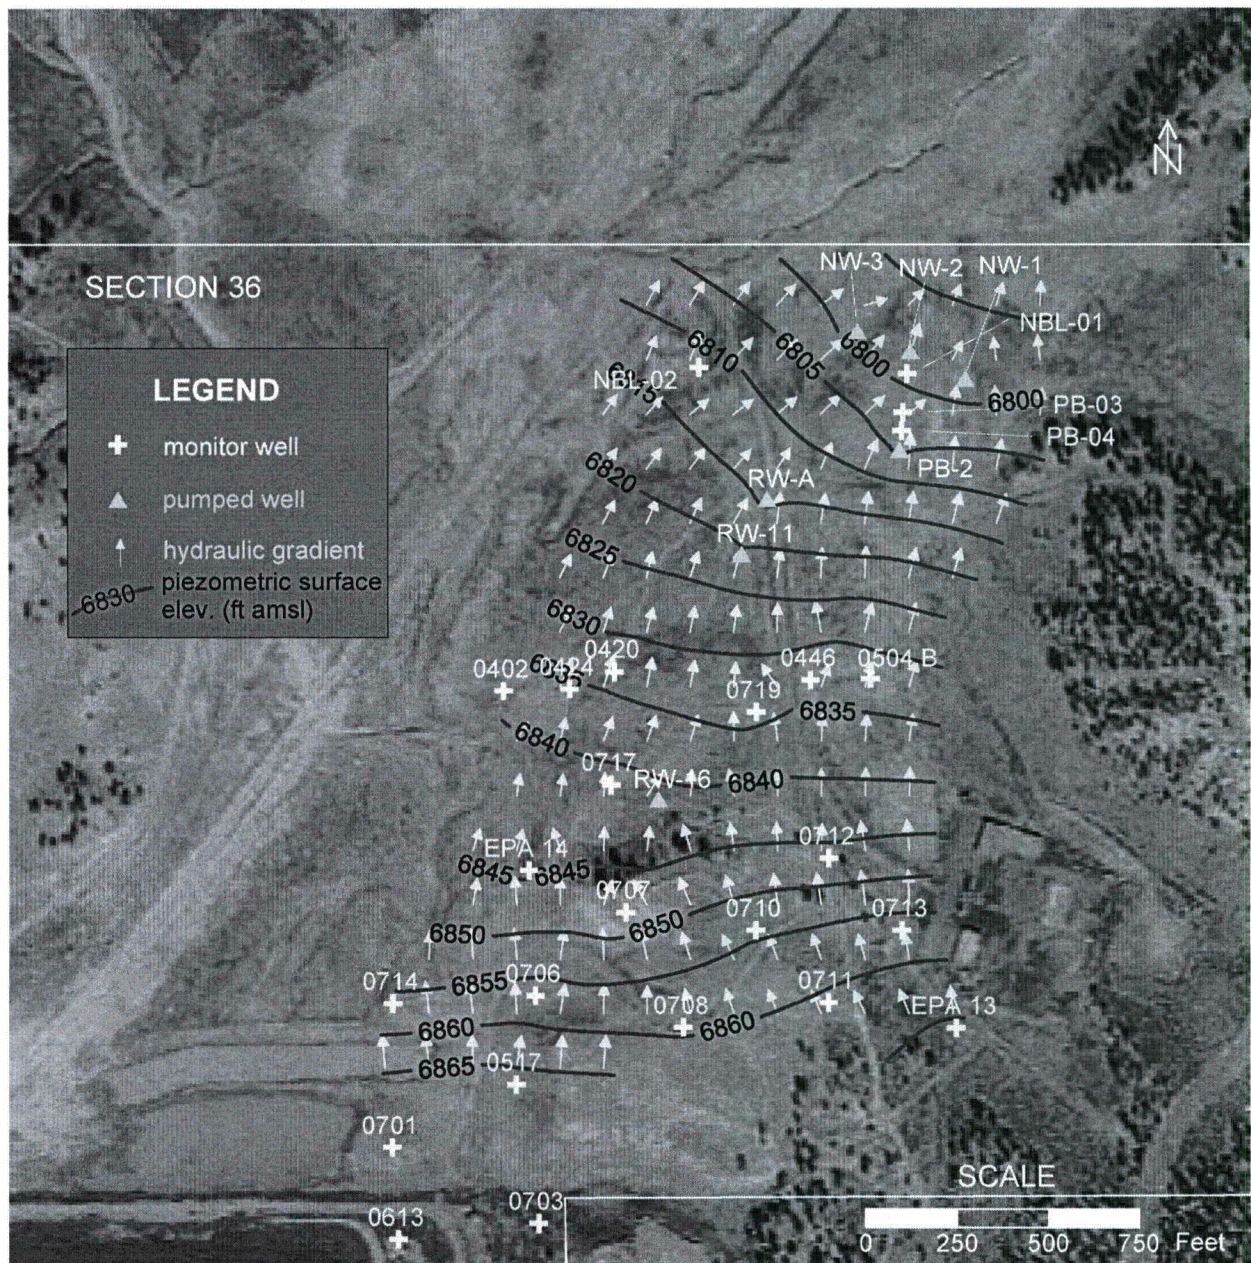 N
NW-3
NW-2
NW-1
SECTION 36
NBL-01
LEGEND
monitor well
pumped well
hydraulic gradient
6830
piezometric surface
elev. (ft amsl)
6810
6805
6800
NBL-02
6815
6800
PB-03
PB-04
PB-2
6820
RW-A
RW-11
6825
6830
0420
0446
0504 B
0402
0424
6835
0719
6835
6840
0717
RW-16
6840
EPA 14
0712
6845
6845
0707
6850
0710
0713
6850
0714
6855
0706
0711
0708
EPA 13
6860
6860
6865
0517
0701
SCALE
0703
0613
0
250
500
750
Feet